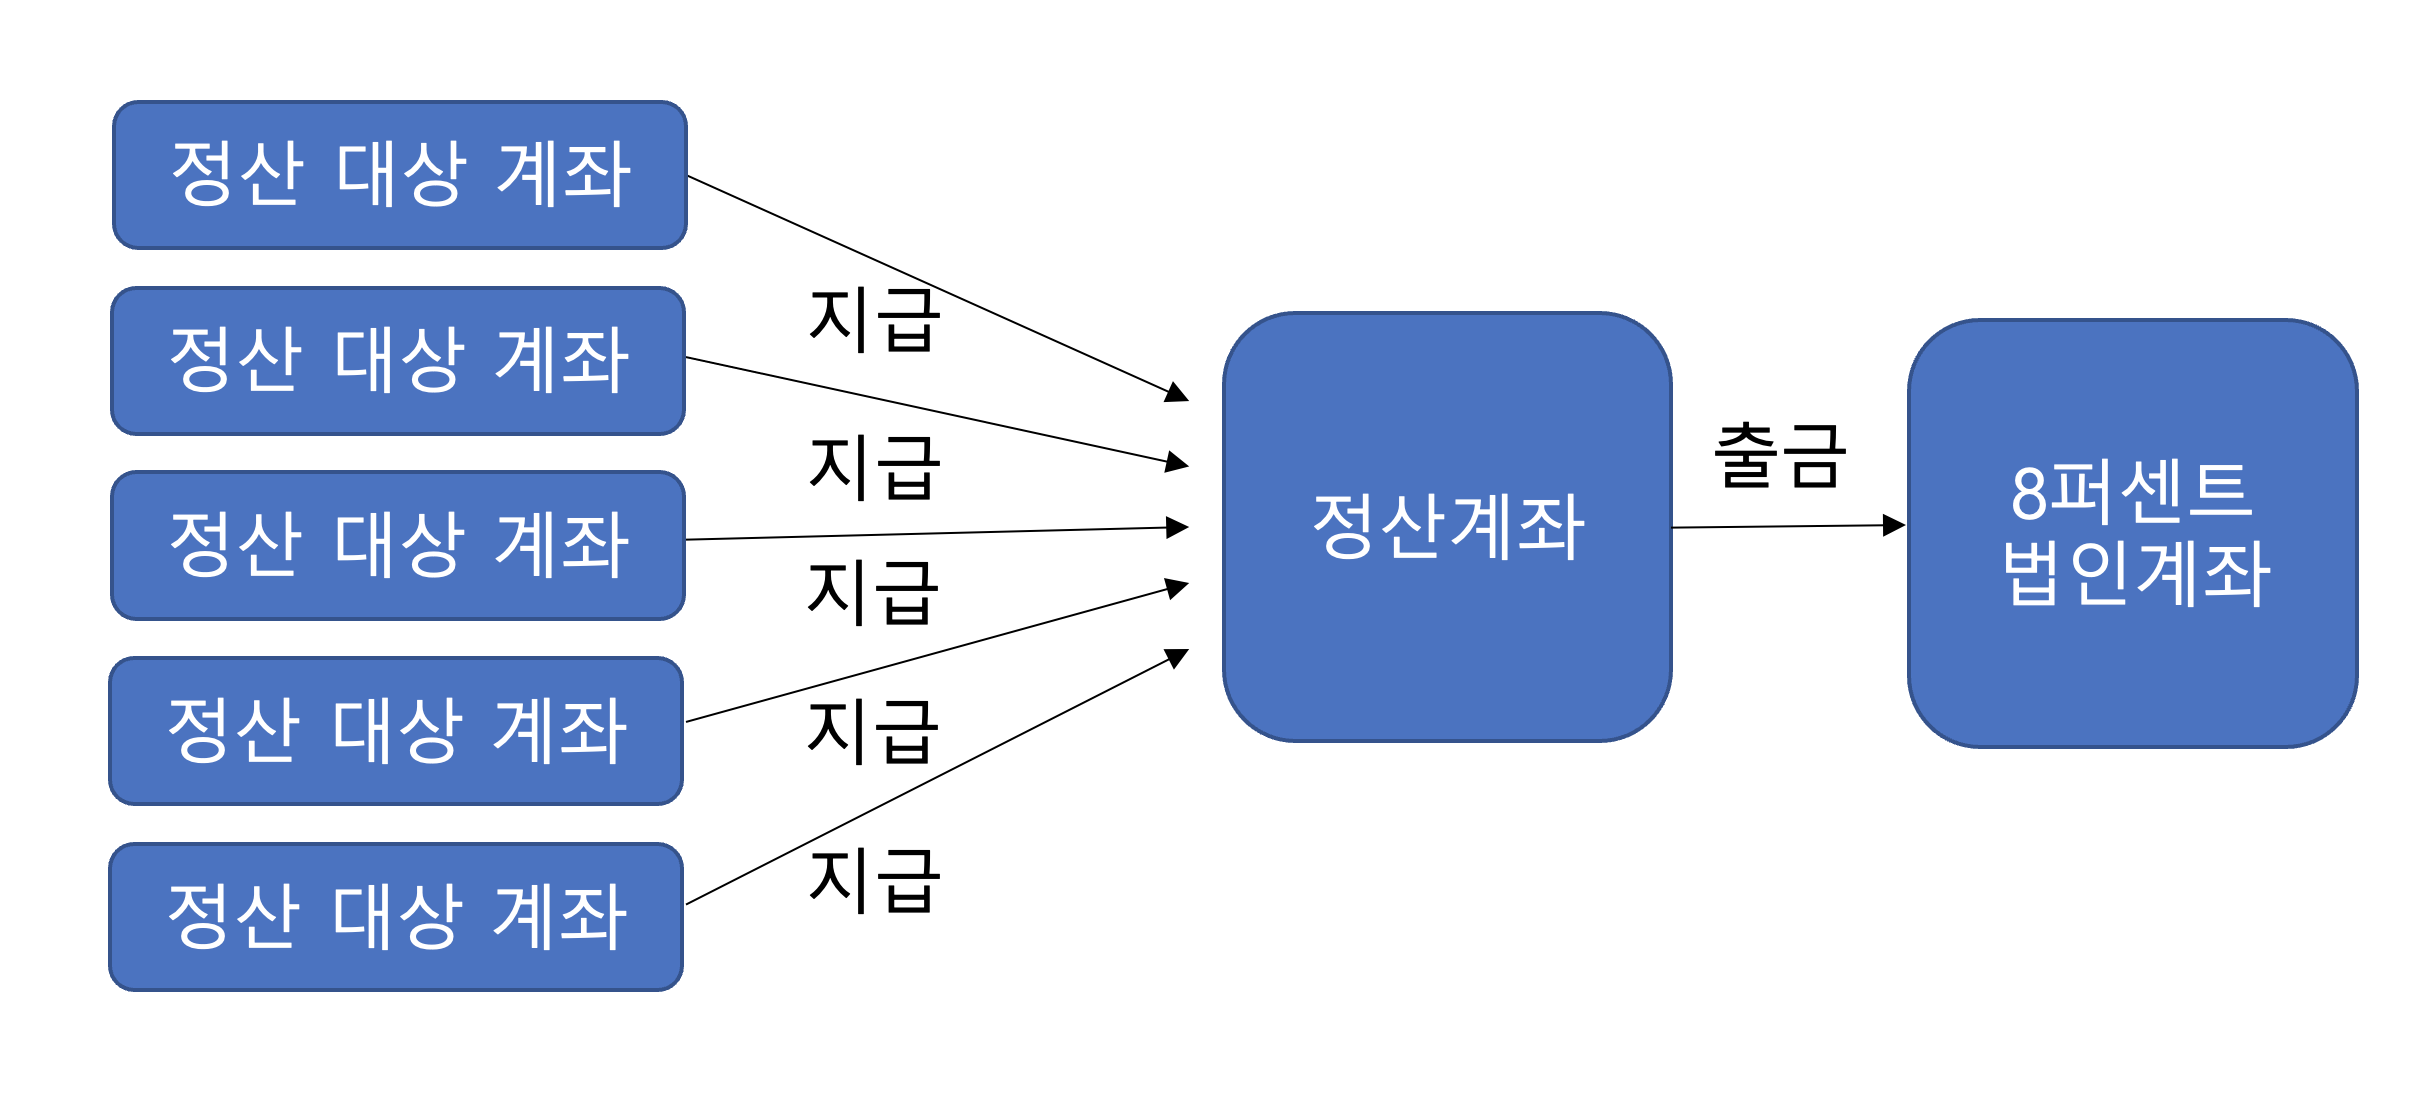 정산 대상 계좌
지급
정산 대상 계좌
지급
정산 대상 계좌
지급
정산 대상 계좌
지급
정산 대상 계좌
지급
정산계좌
출금
8퍼센트
법인계좌